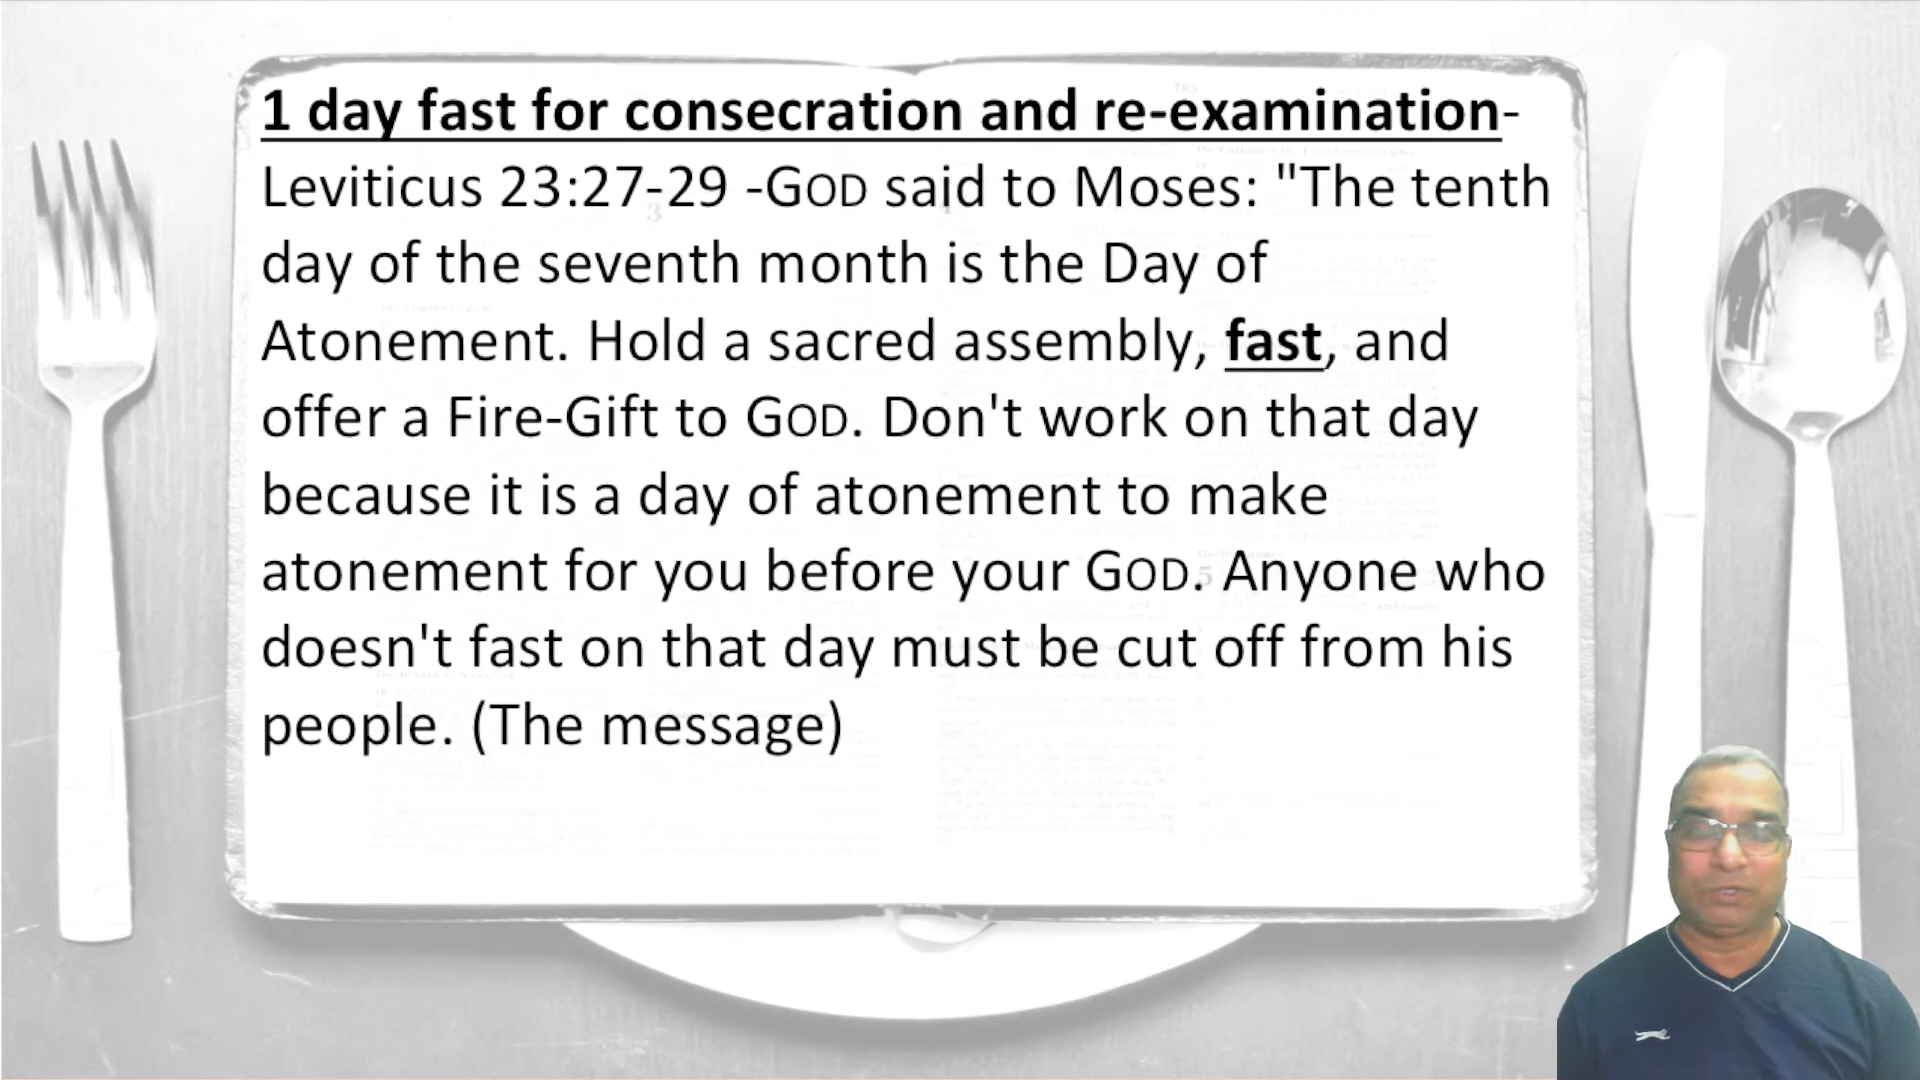 1 day fast for consecration and re-examination-
Leviticus 23:27-29 -GOD said to Moses: "The tenth
day of the seventh month is the Day of
Atonement. Hold a sacred assembly, fast, and
offer a Fire-Gift to GOD. Don't work on that day
because it is a day of atonement to make
atonement for you before your GOD. Anyone who
doesn't fast on that day must be cut off from his
people. (The message)